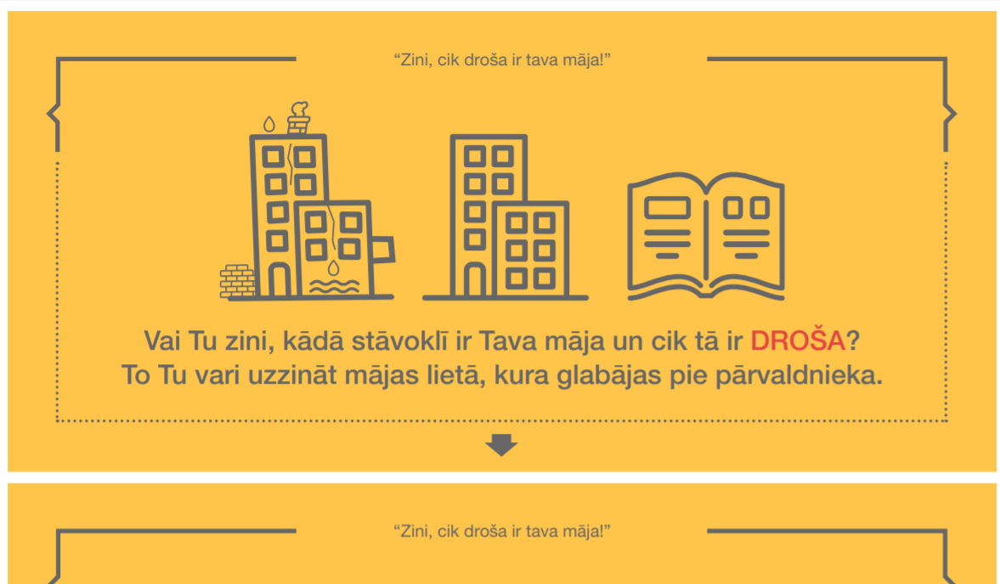 “Zini, cik droša ir tava māja!”
Vai Tu zini, kādā stāvoklī ir Tava māja un cik tā ir DROŠA?
To Tu vari uzzināt mājas lietā, kura glabājas pie pārvaldnieka.
“Zini, cik droša ir tava māja!”